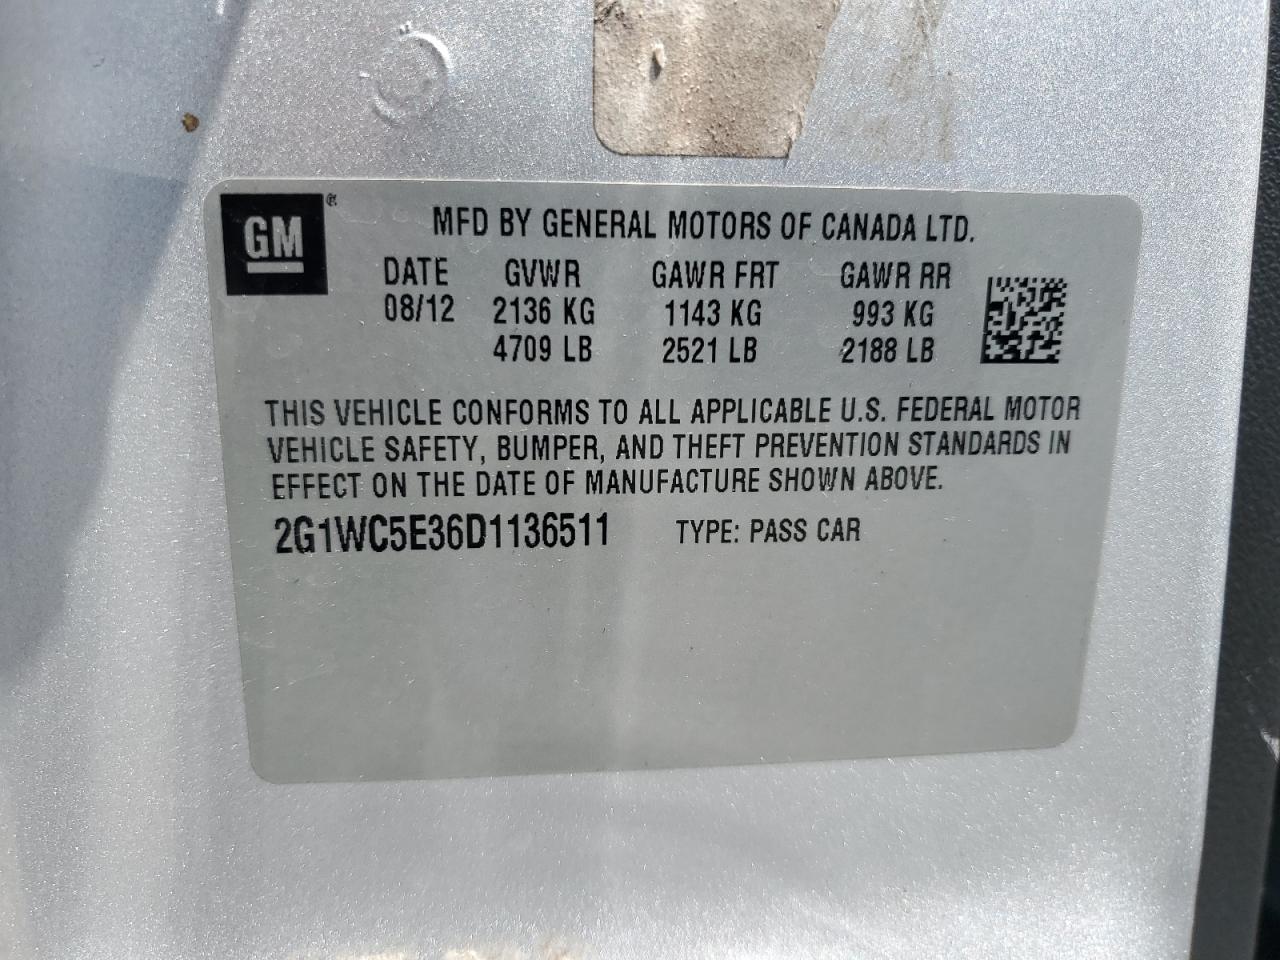 GM ®
MFD BY GENERAL MOTORS OF CANADA LTD.
DATE GVWR GAWR FRT GAWR RR
08/12 2136 KG 1143 KG 993 KG
4709 LB 2521 LB 2188 LB
THIS VEHICLE CONFORMS TO ALL APPLICABLE U.S. FEDERAL MOTOR
VEHICLE SAFETY, BUMPER, AND THEFT PREVENTION STANDARDS IN
EFFECT ON THE DATE OF MANUFACTURE SHOWN ABOVE.
2G1WC5E36D1136511 TYPE: PASS CAR